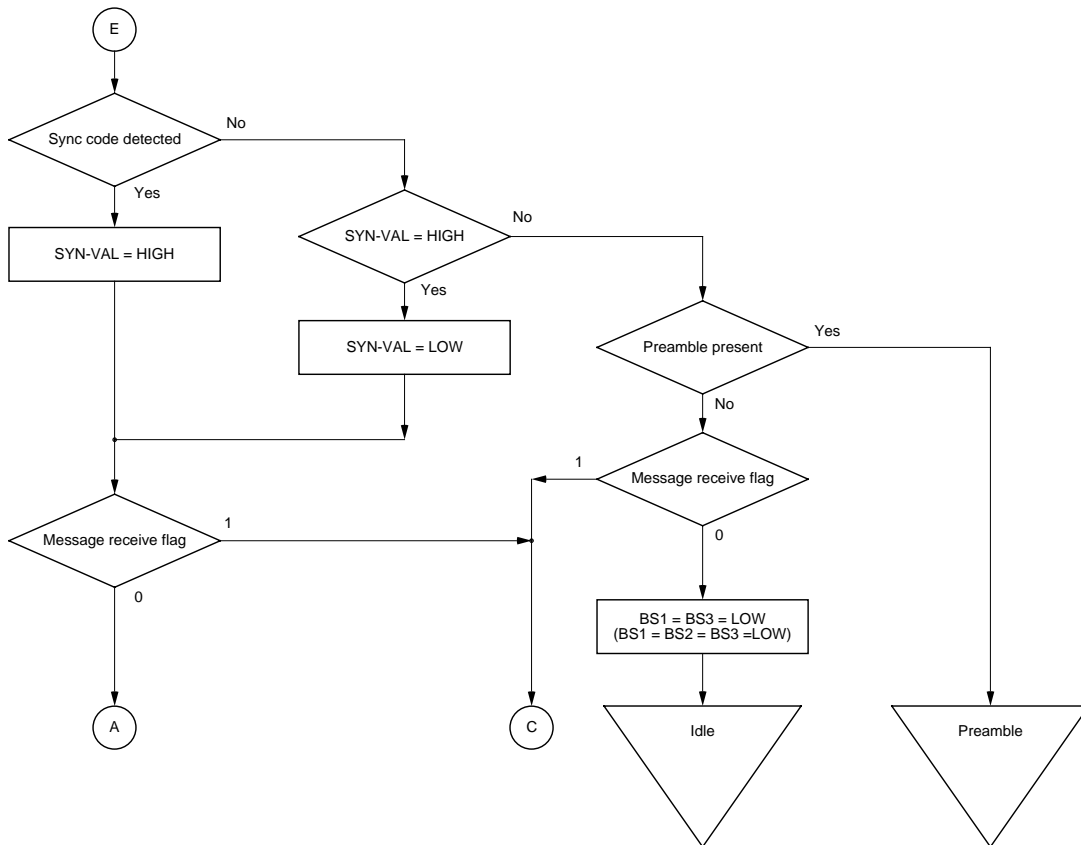 E
Sync code detected
No
Yes
SYN-VAL = HIGH
SYN-VAL = HIGH
No
Yes
SYN-VAL = LOW
Preamble present
Yes
No
Message receive flag
1
0
Message receive flag
1
0
BS1 = BS3 = LOW
(BS1 = BS2 = BS3 =LOW)
A
C
Idle
Preamble